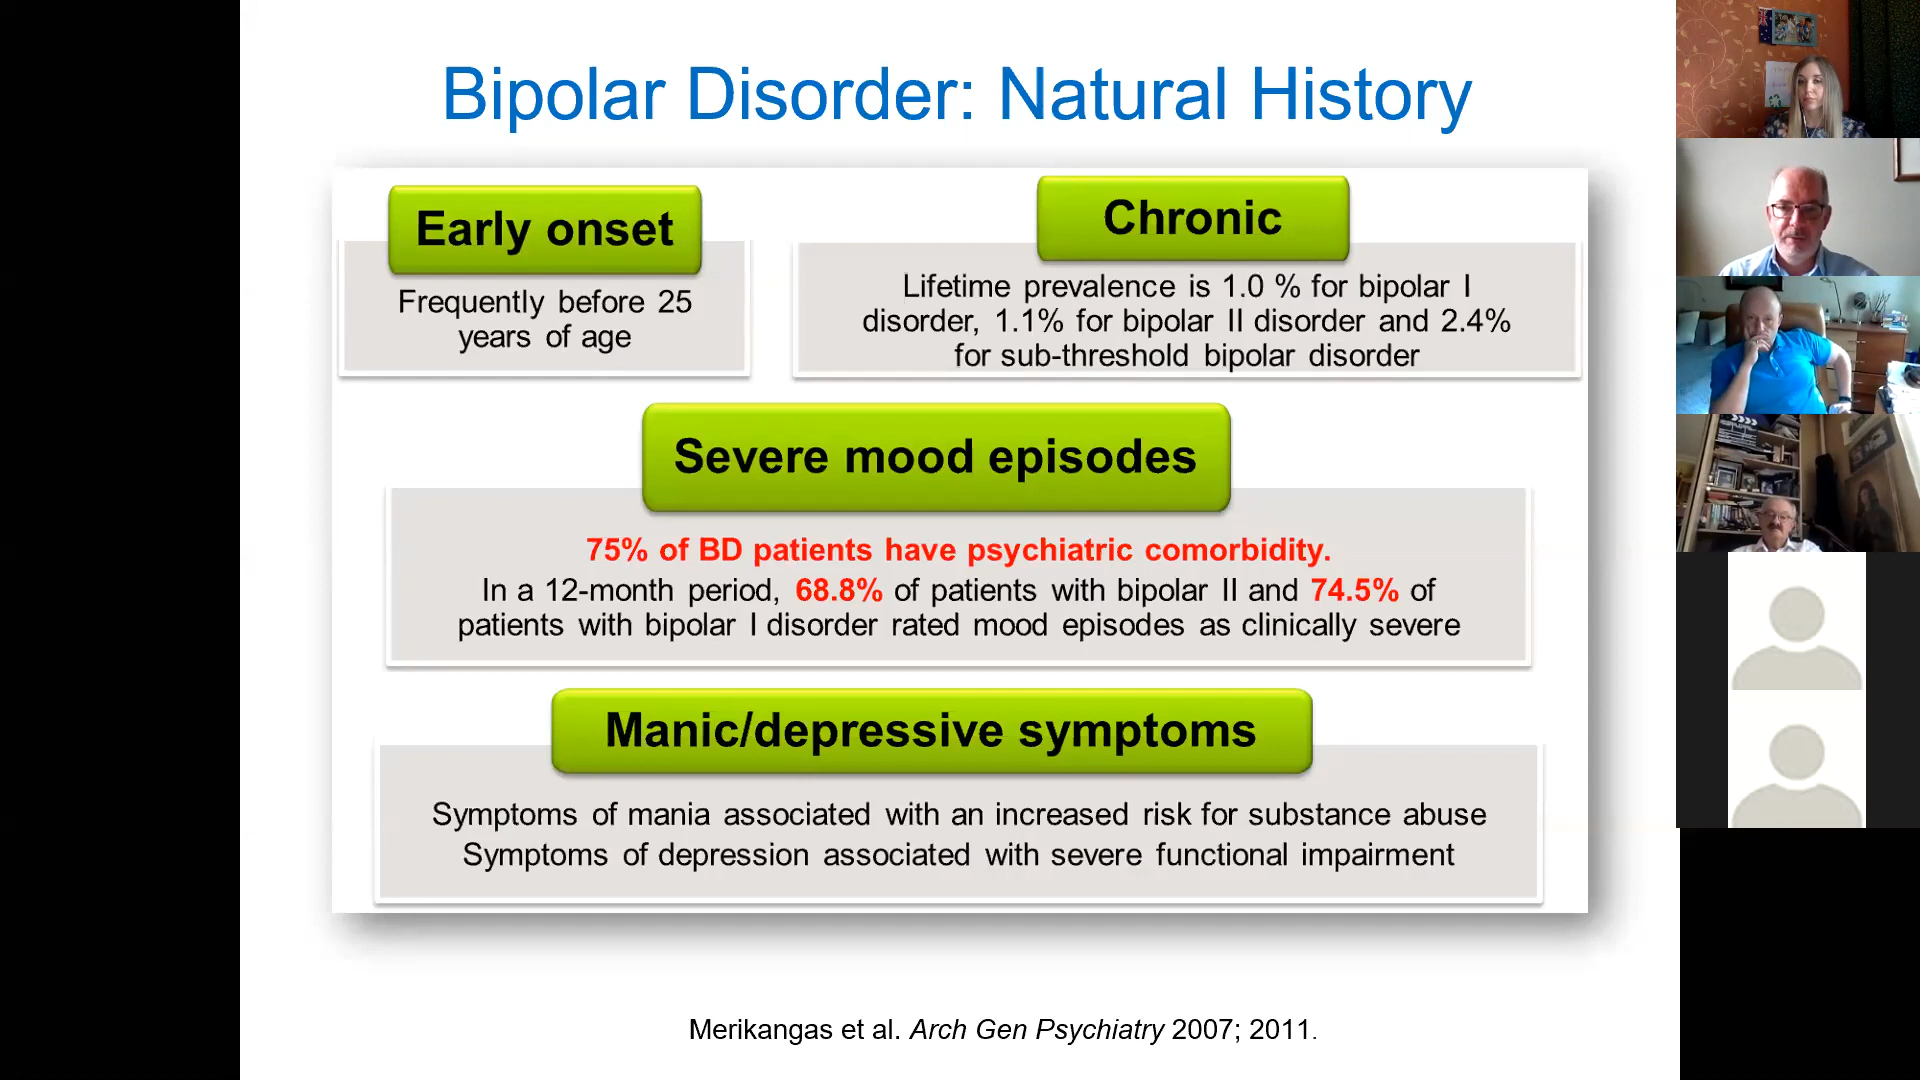 Bipolar Disorder: Natural History
Early onset
Frequently before 25
years of age
Chronic
Lifetime prevalence is 1.0 % for bipolar I
disorder, 1.1% for bipolar II disorder and 2.4%
for sub-threshold bipolar disorder
Severe mood episodes
75% of BD patients have psychiatric comorbidity.
In a 12-month period, 68.8% of patients with bipolar II and 74.5% of
patients with bipolar I disorder rated mood episodes as clinically severe
Manic/depressive symptoms
Symptoms of mania associated with an increased risk for substance abuse
Symptoms of depression associated with severe functional impairment
Merikangas et al. Arch Gen Psychiatry 2007; 2011.